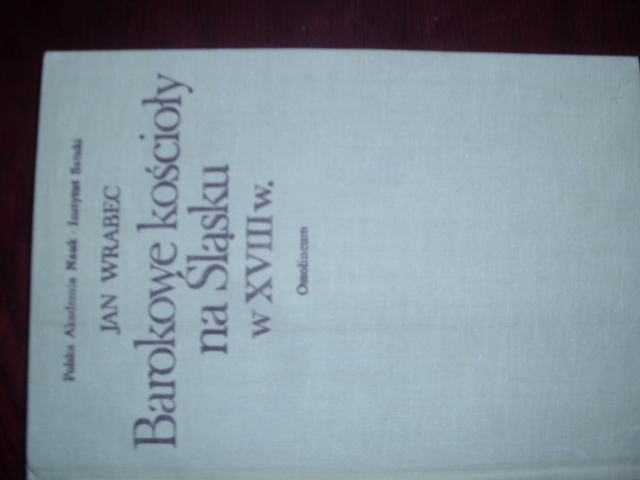 Polska Akademia Nauk · Instytut Sztuki
JAN WRABEC
Barokowe kościoły
na Śląsku
w XVIII w.
Ossolineum